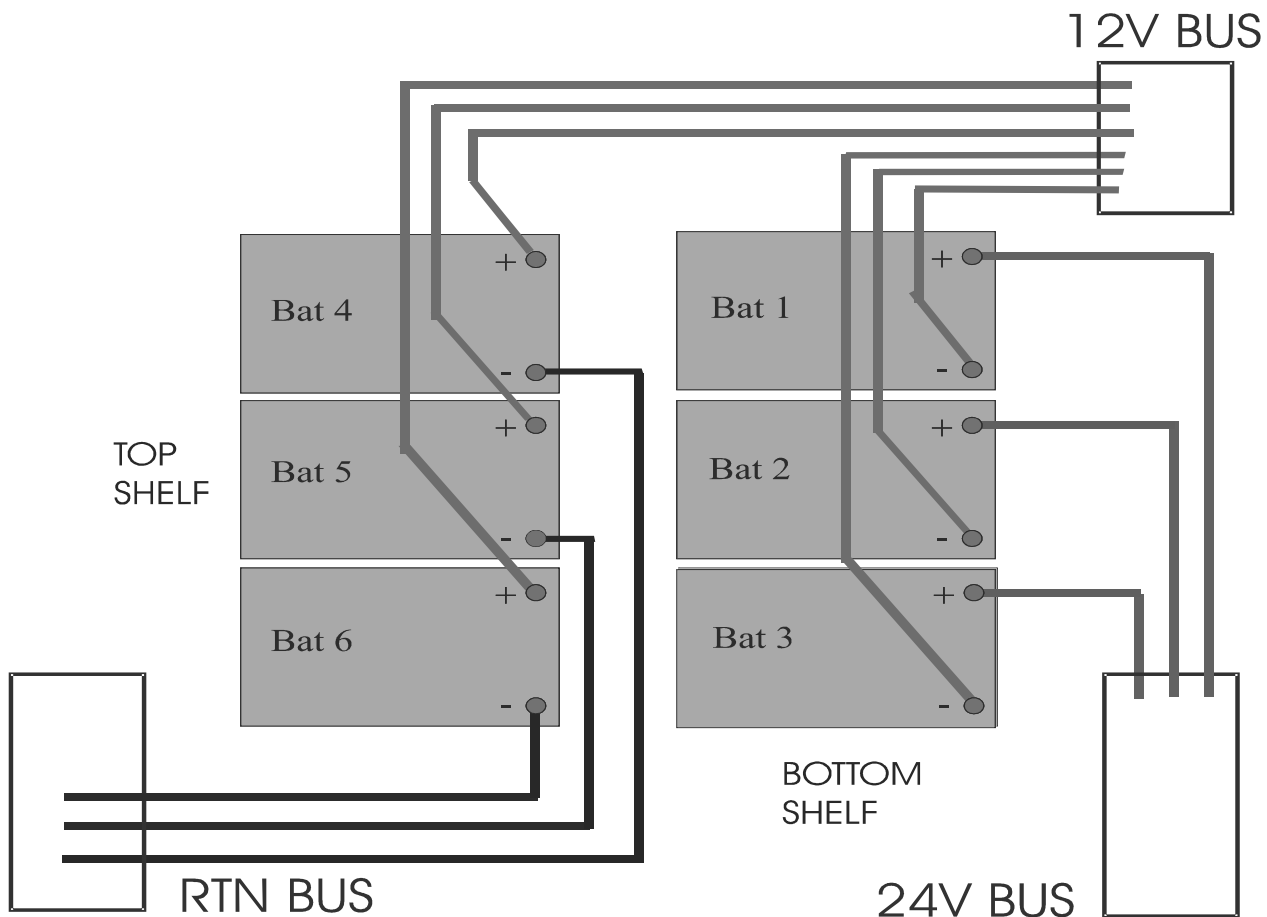 12V BUS
+
+
Bat 4
Bat 1
-
-
+
+
TOP
SHELF
Bat 5
Bat 2
-
-
+
+
Bat 6
Bat 3
-
-
BOTTOM
SHELF
RTN BUS
24V BUS